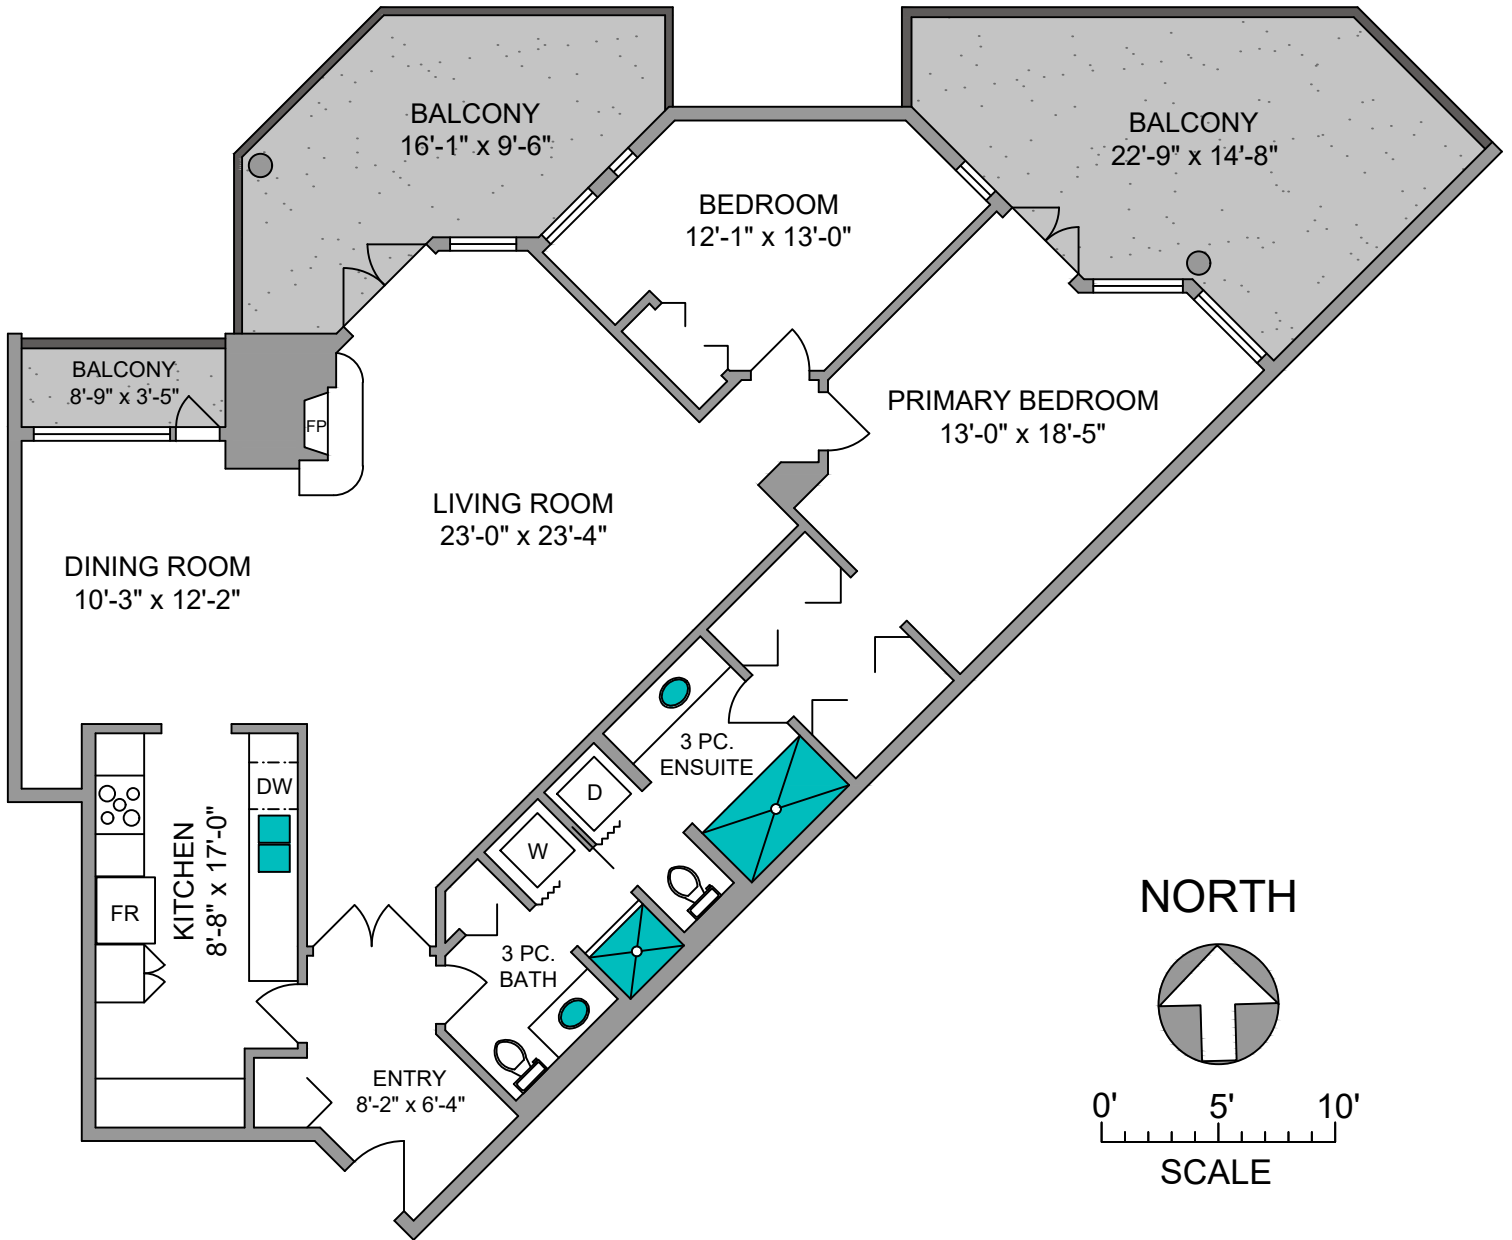 BALCONY
16'-1" x 9'-6"
BALCONY
22'-9" x 14'-8"
BEDROOM
12'-1" x 13'-0"
BALCONY
8'-9" x 3'-5"
FP
PRIMARY BEDROOM
13'-0" x 18'-5"
LIVING ROOM
23'-0" x 23'-4"
DINING ROOM
10'-3" x 12'-2"
3 PC.
ENSUITE
DW
D
W
KITCHEN
8'-8" x 17'-0"
FR
3 PC.
BATH
ENTRY
8'-2" x 6'-4"
NORTH
0' 5' 10'
SCALE